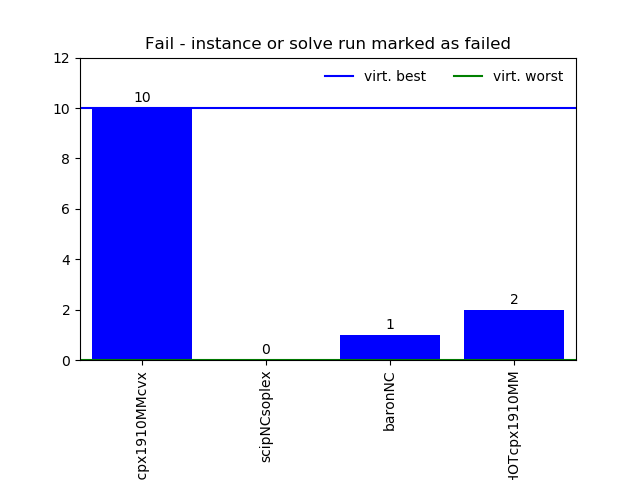 Fail - instance or solve run marked as failed
12
virt. best
virt. worst
10
10
8
6
4
2
2
1
0
0
cpx1910MMcvx
scipNCsoplex
baronNC
HOTcpx1910MM